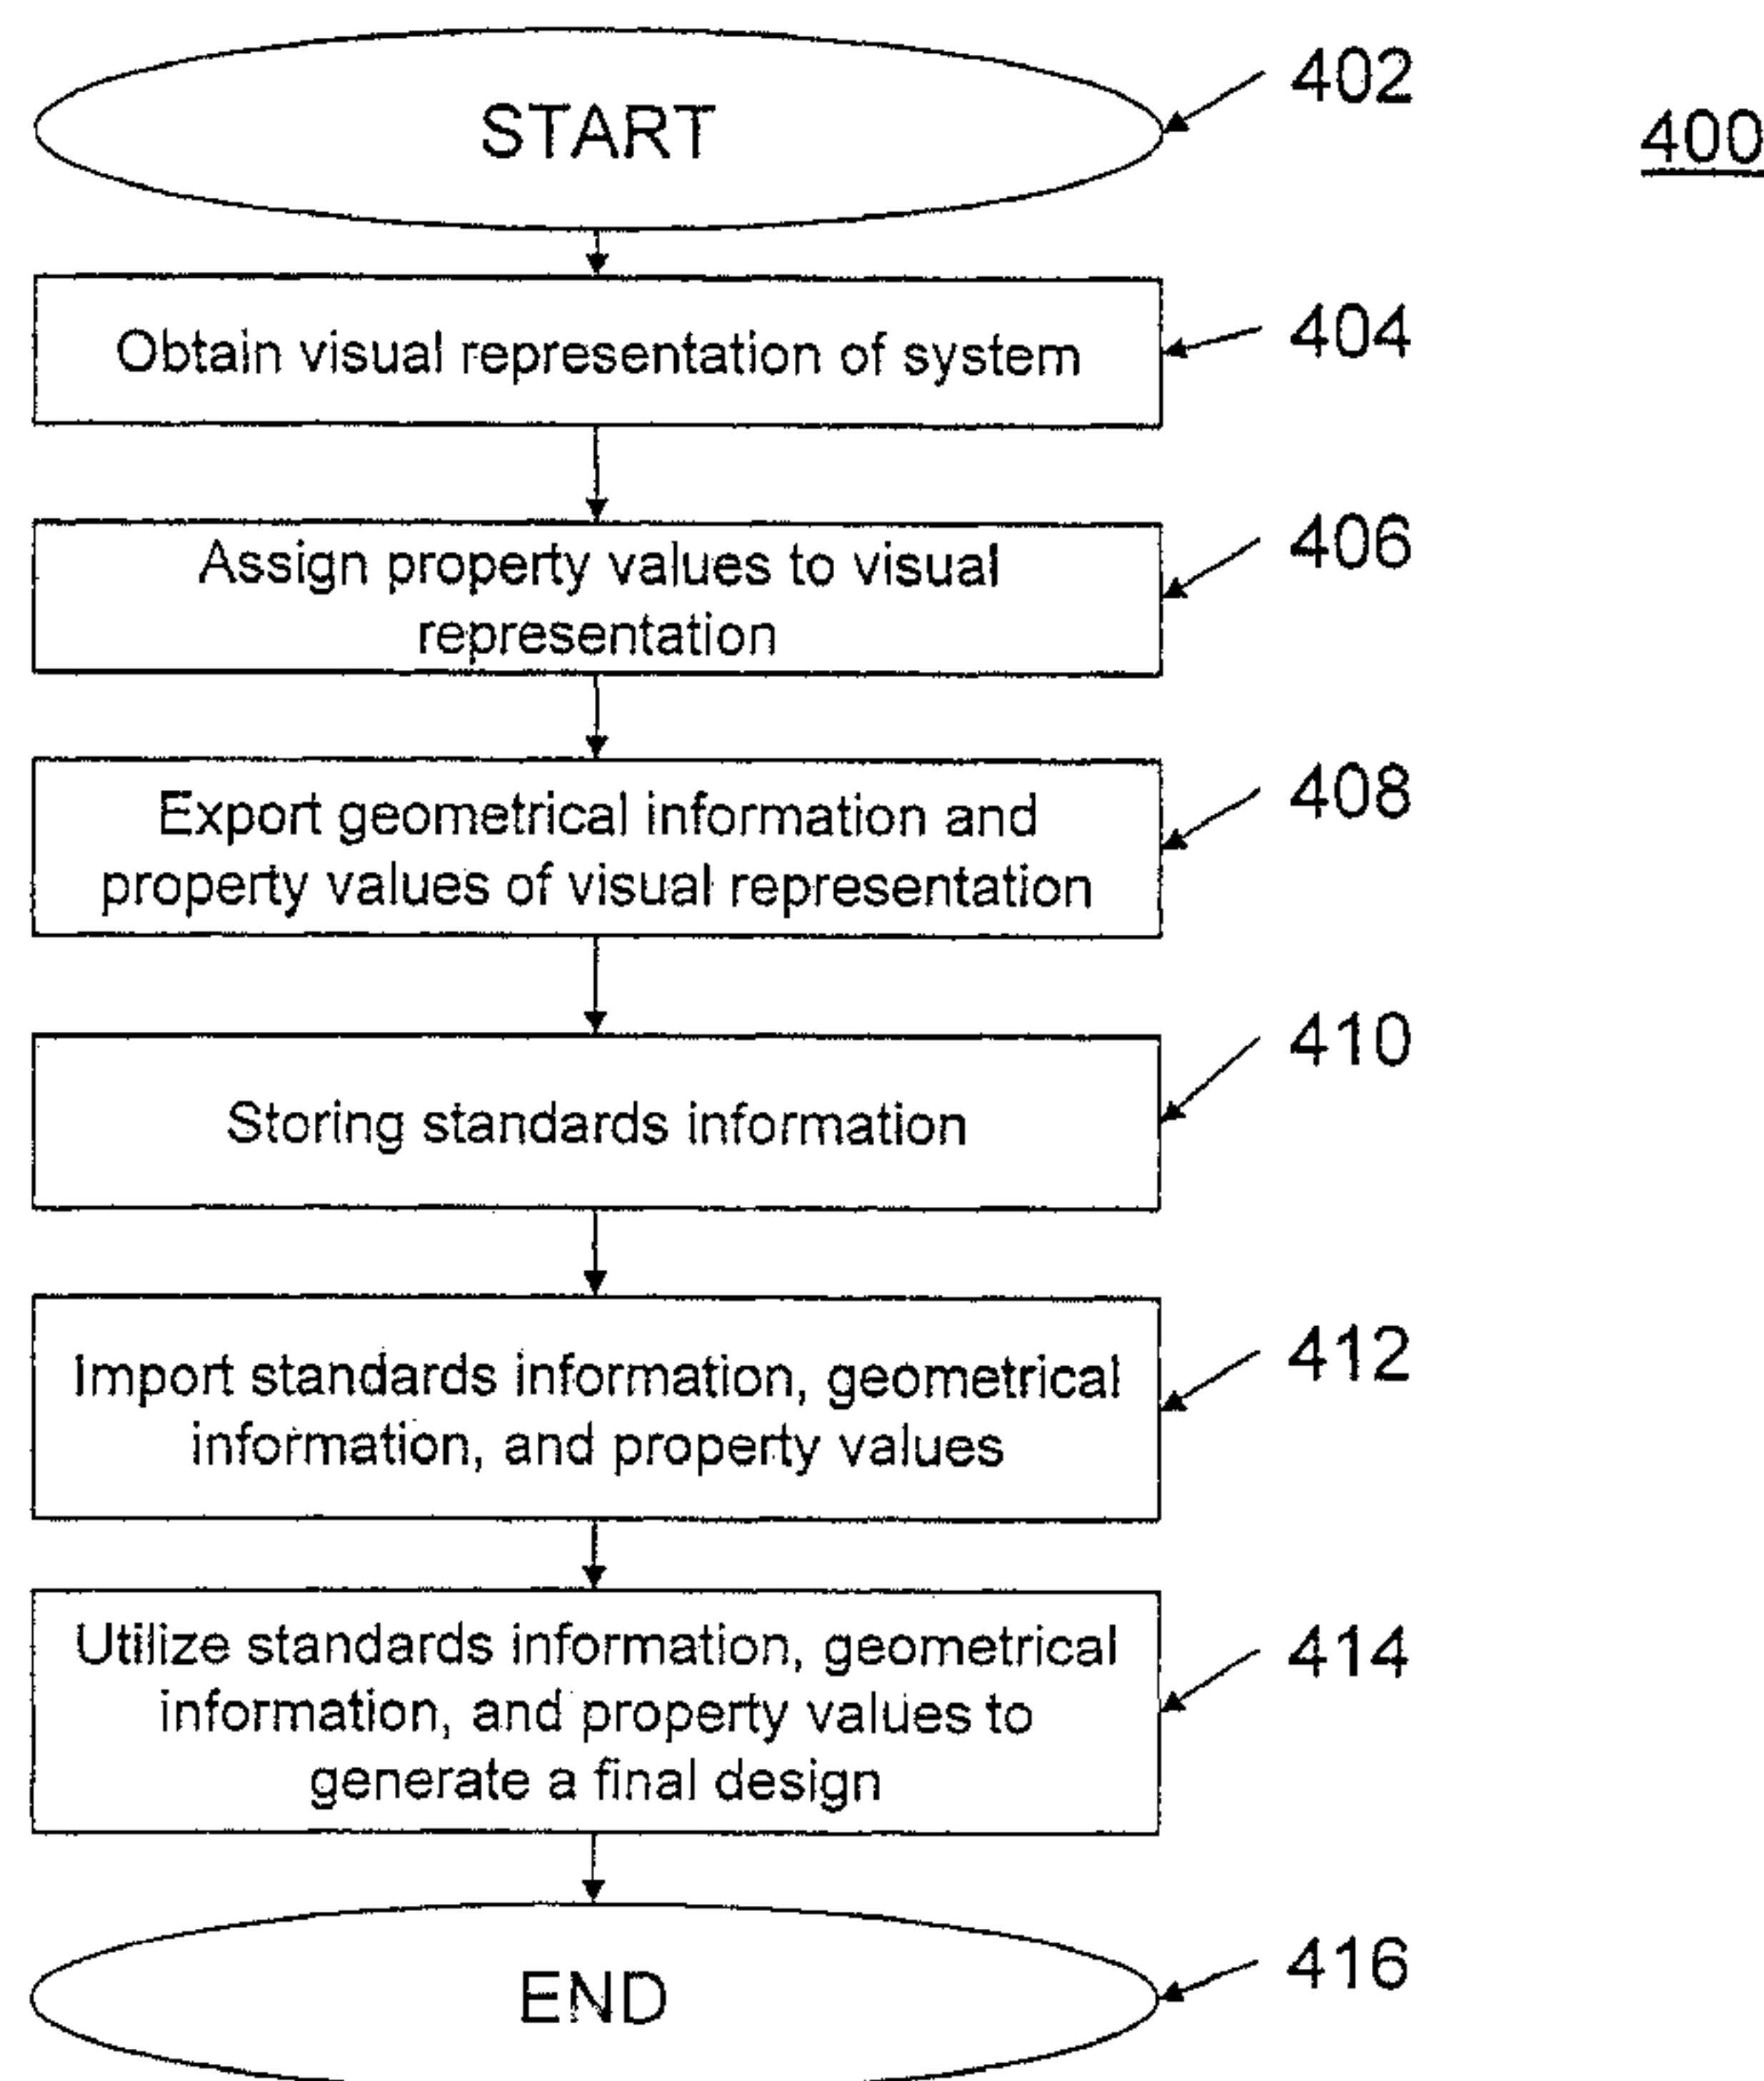 START
402
400
Obtain visual representation of system
404
Assign property values to visual
representation
406
Export geometrical information and
property values of visual representation
408
Storing standards information
410
Import standards information, geometrical
information, and property values
412
Utilize standards information, geometrical
information, and property values to
generate a final design
414
END
416